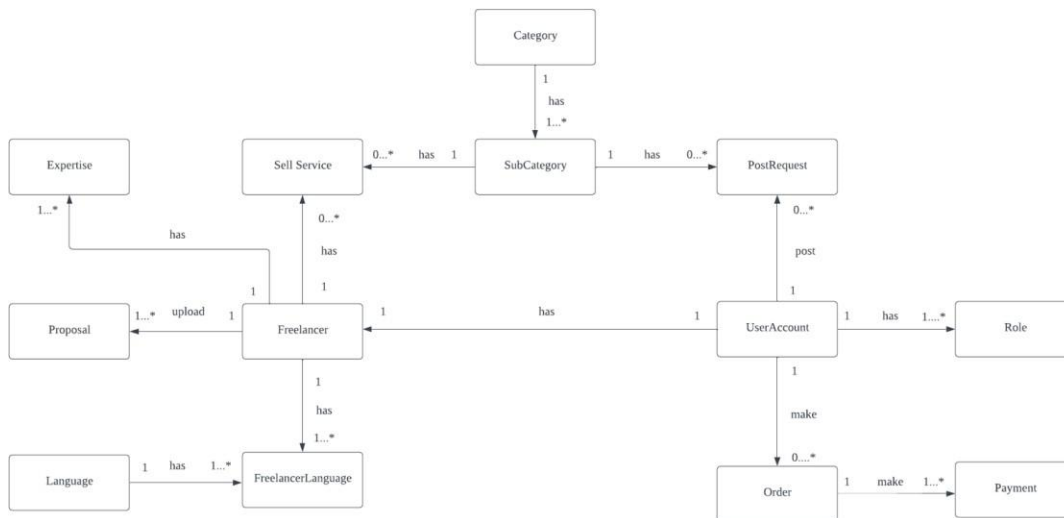 Category
1
has
1...*
Expertise
Sell Service
0...* has 1
SubCategory
1 has 0...*
PostRequest
1...*
0...*
0...*
has
has
post
1
1
1
Proposal
1...* upload 1
Freelancer
1 has 1
UserAccount
1 has 1....*
Role
1
1
has
make
1...*
0....*
Language
1 has 1...*
FreelancerLanguage
Order
1 make 1...*
Payment